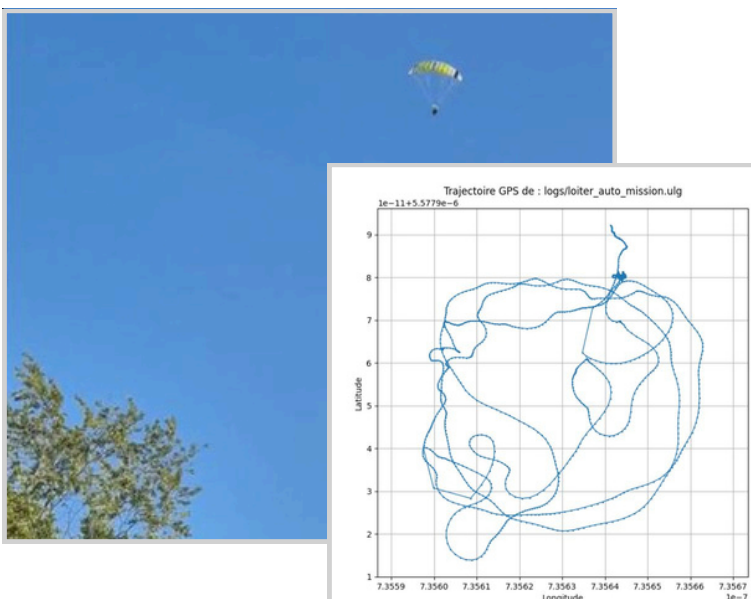 Trajectoire GPS de : logs/loiter_auto_mission.ulg
1e−11+5.5779e−6
9
8
7
6
5
4
3
2
1
Latitude
7.3559 7.3560 7.3561 7.3562 7.3563 7.3564 7.3565 7.3566 7.3567
Longitude
1e−7